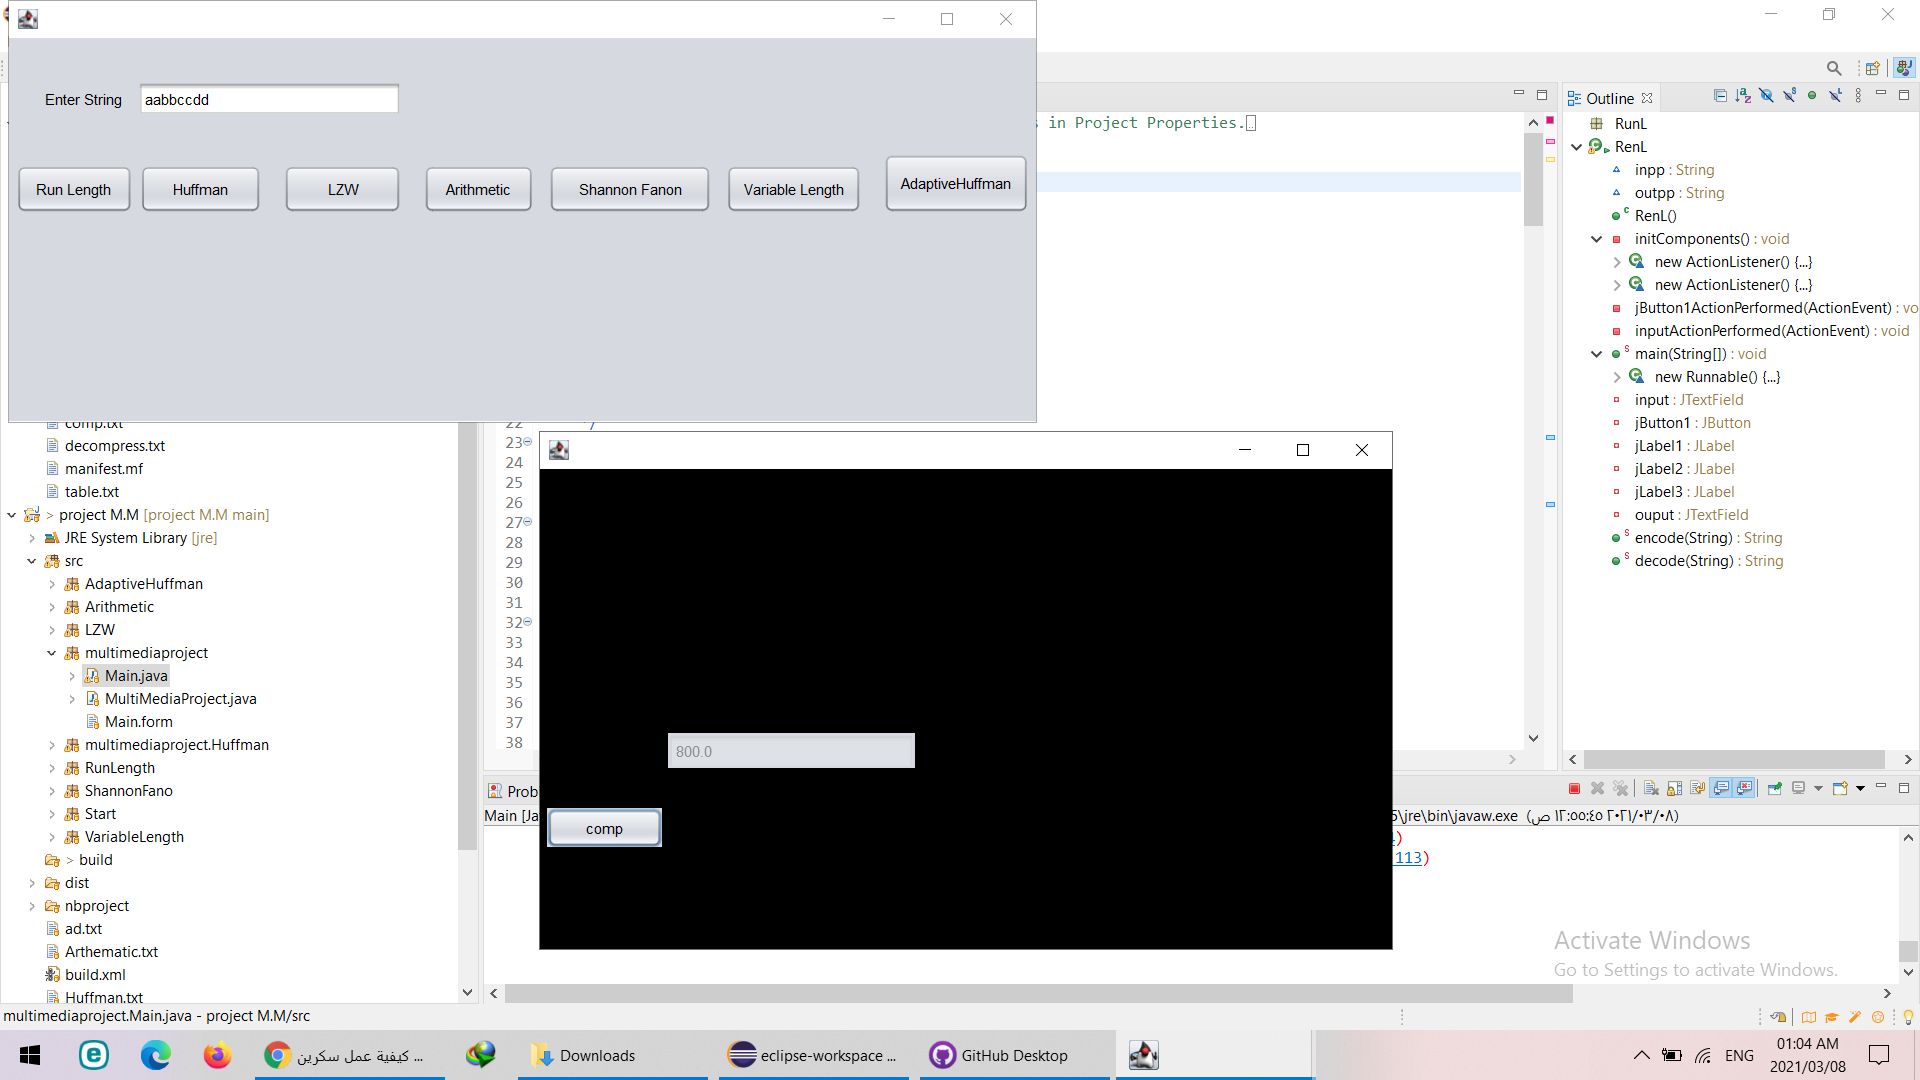 Enter String
aabbccdd
Run Length
Huffman
LZW
Arithmetic
Shannon Fanon
Variable Length
AdaptiveHuffman
in Project Properties.
decompress.txt
manifest.mf
table.txt
> project M.M [project M.M main]
JRE System Library [jre]
src
AdaptiveHuffman
Arithmetic
LZW
multimediaproject
Main.java
MultiMediaProject.java
Main.form
multimediaproject.Huffman
RunLength
ShannonFano
Start
VariableLength
> build
dist
nbproject
ad.txt
Arthematic.txt
build.xml
Huffman.txt
23
24
25
26
27
28
29
30
31
32
33
34
35
36
37
38
800.0
comp
Outline
RunL
RenL
inpp : String
outpp : String
RenL()
initComponents() : void
new ActionListener() {...}
new ActionListener() {...}
jButton1ActionPerformed(ActionEvent) : vo
inputActionPerformed(ActionEvent) : void
main(String[]) : void
new Runnable() {...}
input : JTextField
jButton1 : JButton
jLabel1 : JLabel
jLabel2 : JLabel
jLabel3 : JLabel
ouput : JTextField
encode(String) : String
decode(String) : String
Prob
Main [Ja
\jre\bin\javaw.exe (٢٠٢١/٠٣/٠٨ ١٢:٥٥:٤٥ ص)
113)
Activate Windows
Go to Settings to activate Windows.
multimediaproject.Main.java - project M.M/src
كيفية عمل سكرين ...
Downloads
eclipse-workspace ...
GitHub Desktop
ENG
01:04 AM
2021/03/08